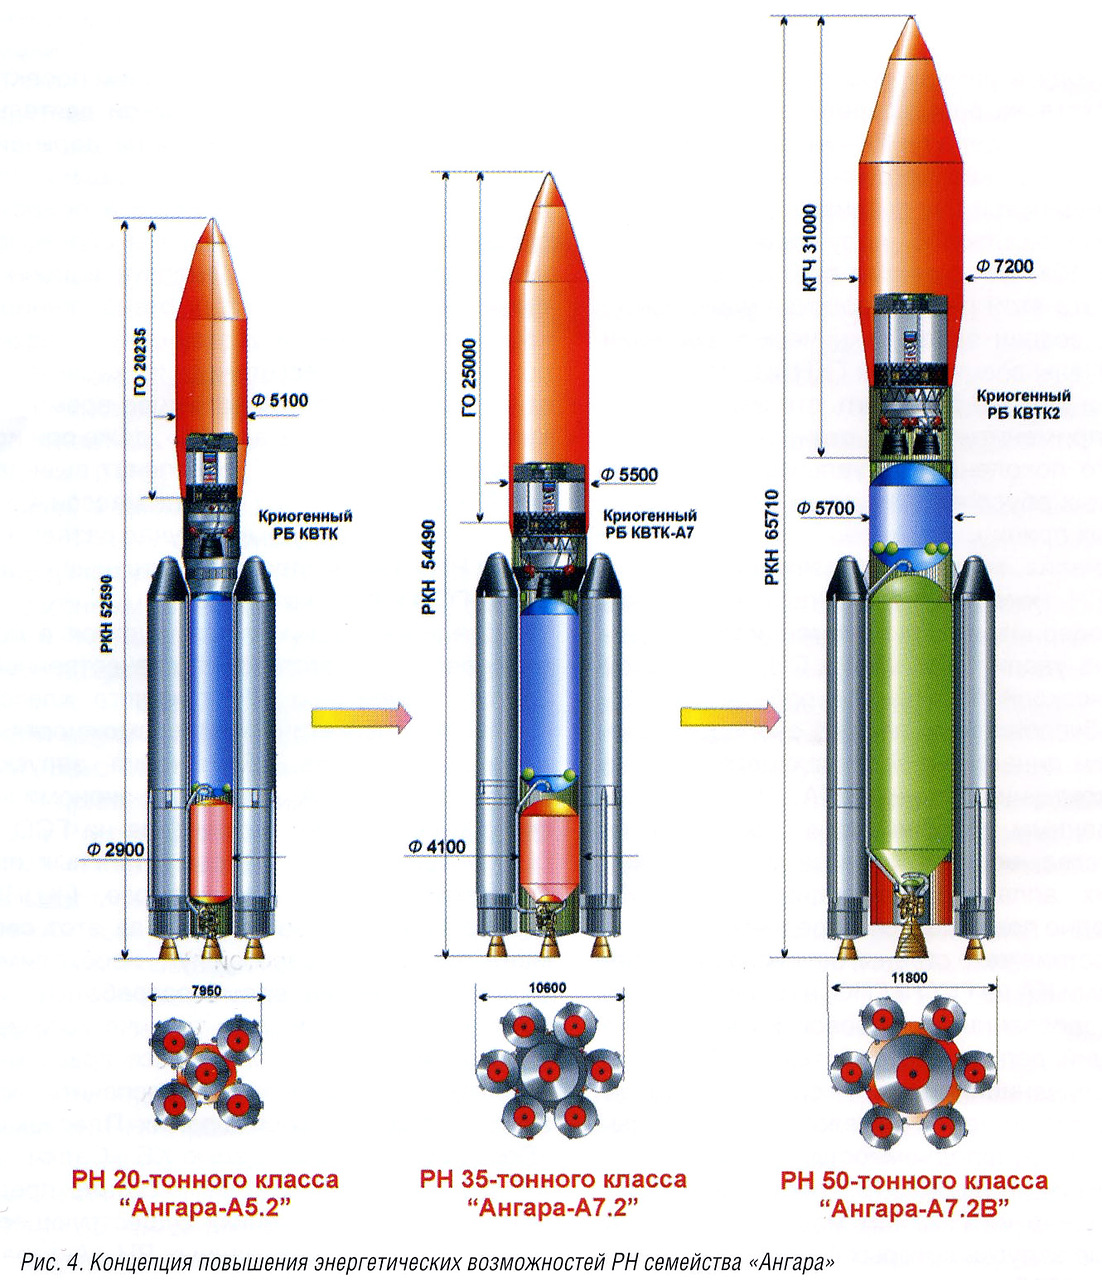 КГЧ 31000
Ф 7200
Криогенный
РБ КВТК2
Ф 5700
РКН 65710
ГО 25000
Ф 5500
Криогенный
РБ КВТК-А7
РКН 54490
ГО 20235
Ф 5100
Криогенный
РБ КВТК
РКН 52590
Ф 2900
Ф 4100
7950
10600
11800
РН 20-тонного класса
“Ангара-А5.2”
РН 35-тонного класса
“Ангара-А7.2”
РН 50-тонного класса
“Ангара-А7.2В”
Рис. 4. Концепция повышения энергетических возможностей РН семейства «Ангара»